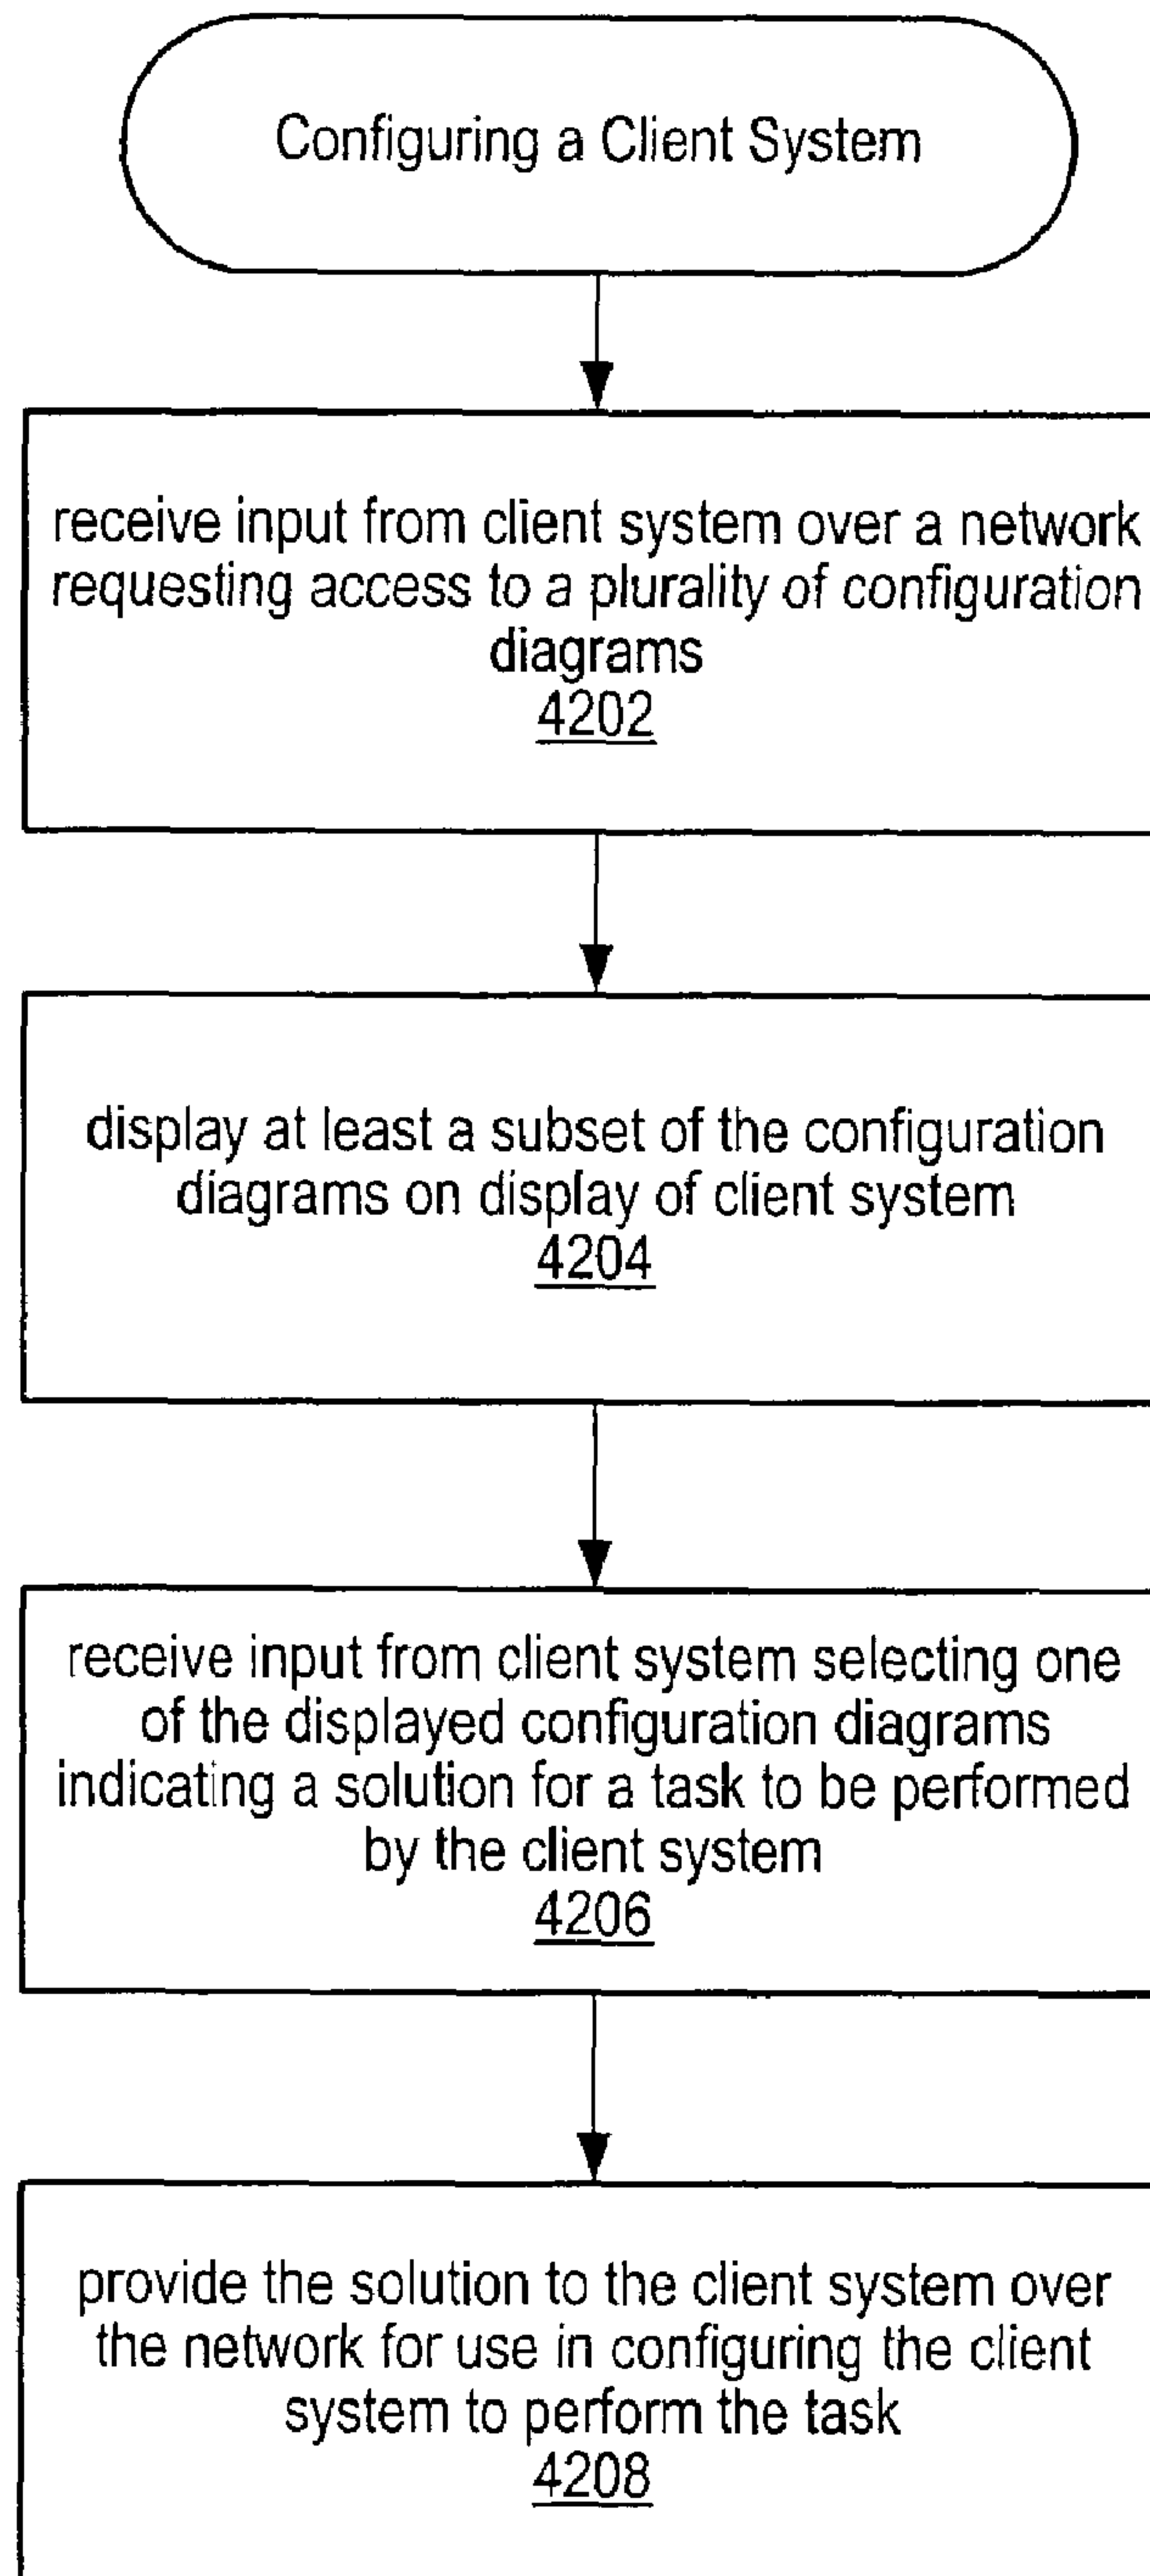 Configuring a Client System
receive input from client system over a network
requesting access to a plurality of configuration
diagrams
4202
display at least a subset of the configuration
diagrams on display of client system
4204
receive input from client system selecting one
of the displayed configuration diagrams
indicating a solution for a task to be performed
by the client system
4206
provide the solution to the client system over
the network for use in configuring the client
system to perform the task
4208